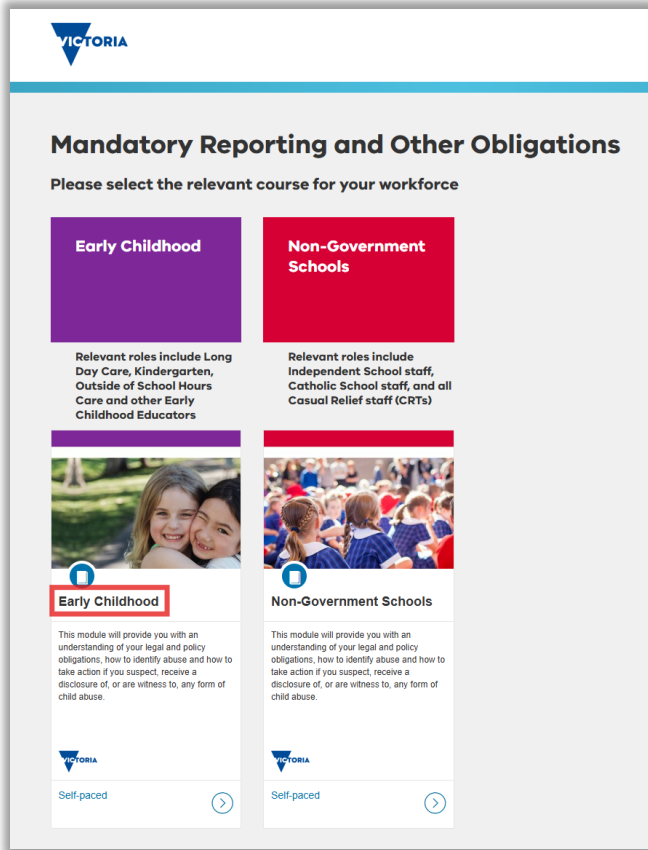 VICTORIA
Mandatory Reporting and Other Obligations
Please select the relevant course for your workforce
Early Childhood
Relevant roles include Long
Day Care, Kindergarten,
Outside of School Hours
Care and other Early
Childhood Educators
Early Childhood
This module will provide you with an
understanding of your legal and policy
obligations, how to identify abuse and how to
take action if you suspect, receive a
disclosure of, or are witness to, any form of
child abuse.
VICTORIA
Self-paced
Non-Government
Schools
Relevant roles include
Independent School staff,
Catholic School staff, and all
Casual Relief staff (CRTs)
Non-Government Schools
This module will provide you with an
understanding of your legal and policy
obligations, how to identify abuse and how to
take action if you suspect, receive a
disclosure of, or are witness to, any form of
child abuse.
VICTORIA
Self-paced